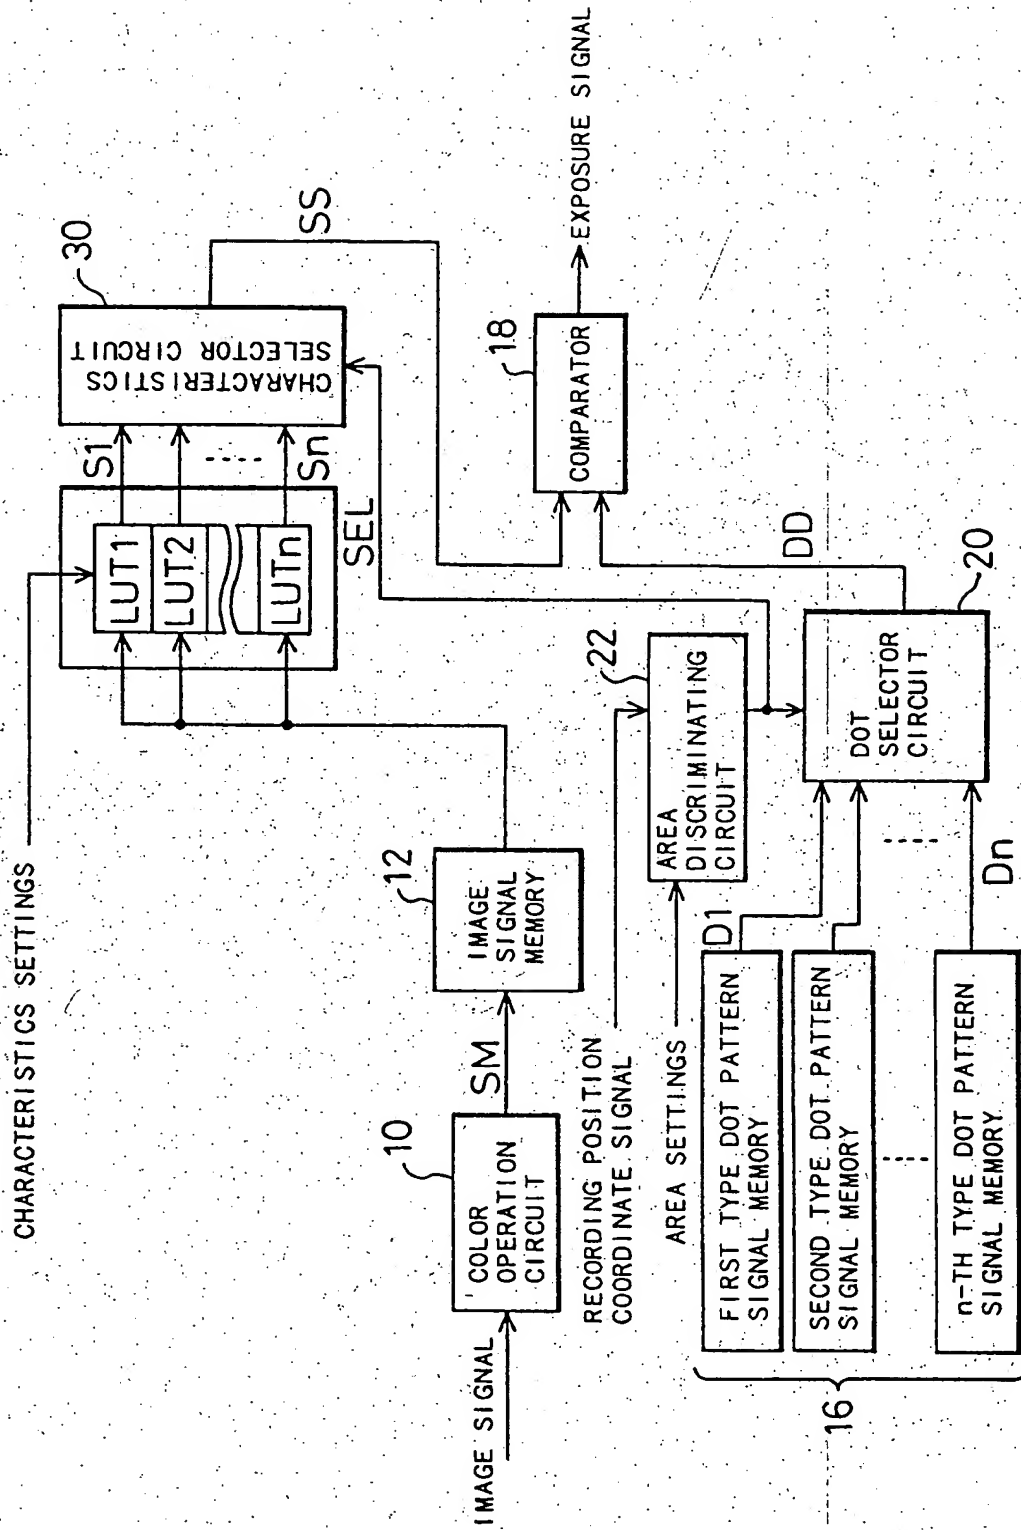 CHARACTERISTICS SETTINGS
LUT1
LUT2
LUTn
S1
Sn
CHARACTERISTICS
SELECTOR CIRCUIT
30
SS
SEL
IMAGE SIGNAL
COLOR
OPERATION
CIRCUIT
10
SM
IMAGE
SIGNAL
MEMORY
12
COMPARATOR
18
EXPOSURE SIGNAL
RECORDING POSITION
COORDINATE SIGNAL
AREA SETTINGS
AREA
DISCRIMINATING
CIRCUIT
22
DD
DOT
SELECTOR
CIRCUIT
20
FIRST TYPE DOT PATTERN
SIGNAL MEMORY
D1
SECOND TYPE DOT PATTERN
SIGNAL MEMORY
n-TH TYPE DOT PATTERN
SIGNAL MEMORY
Dn
16